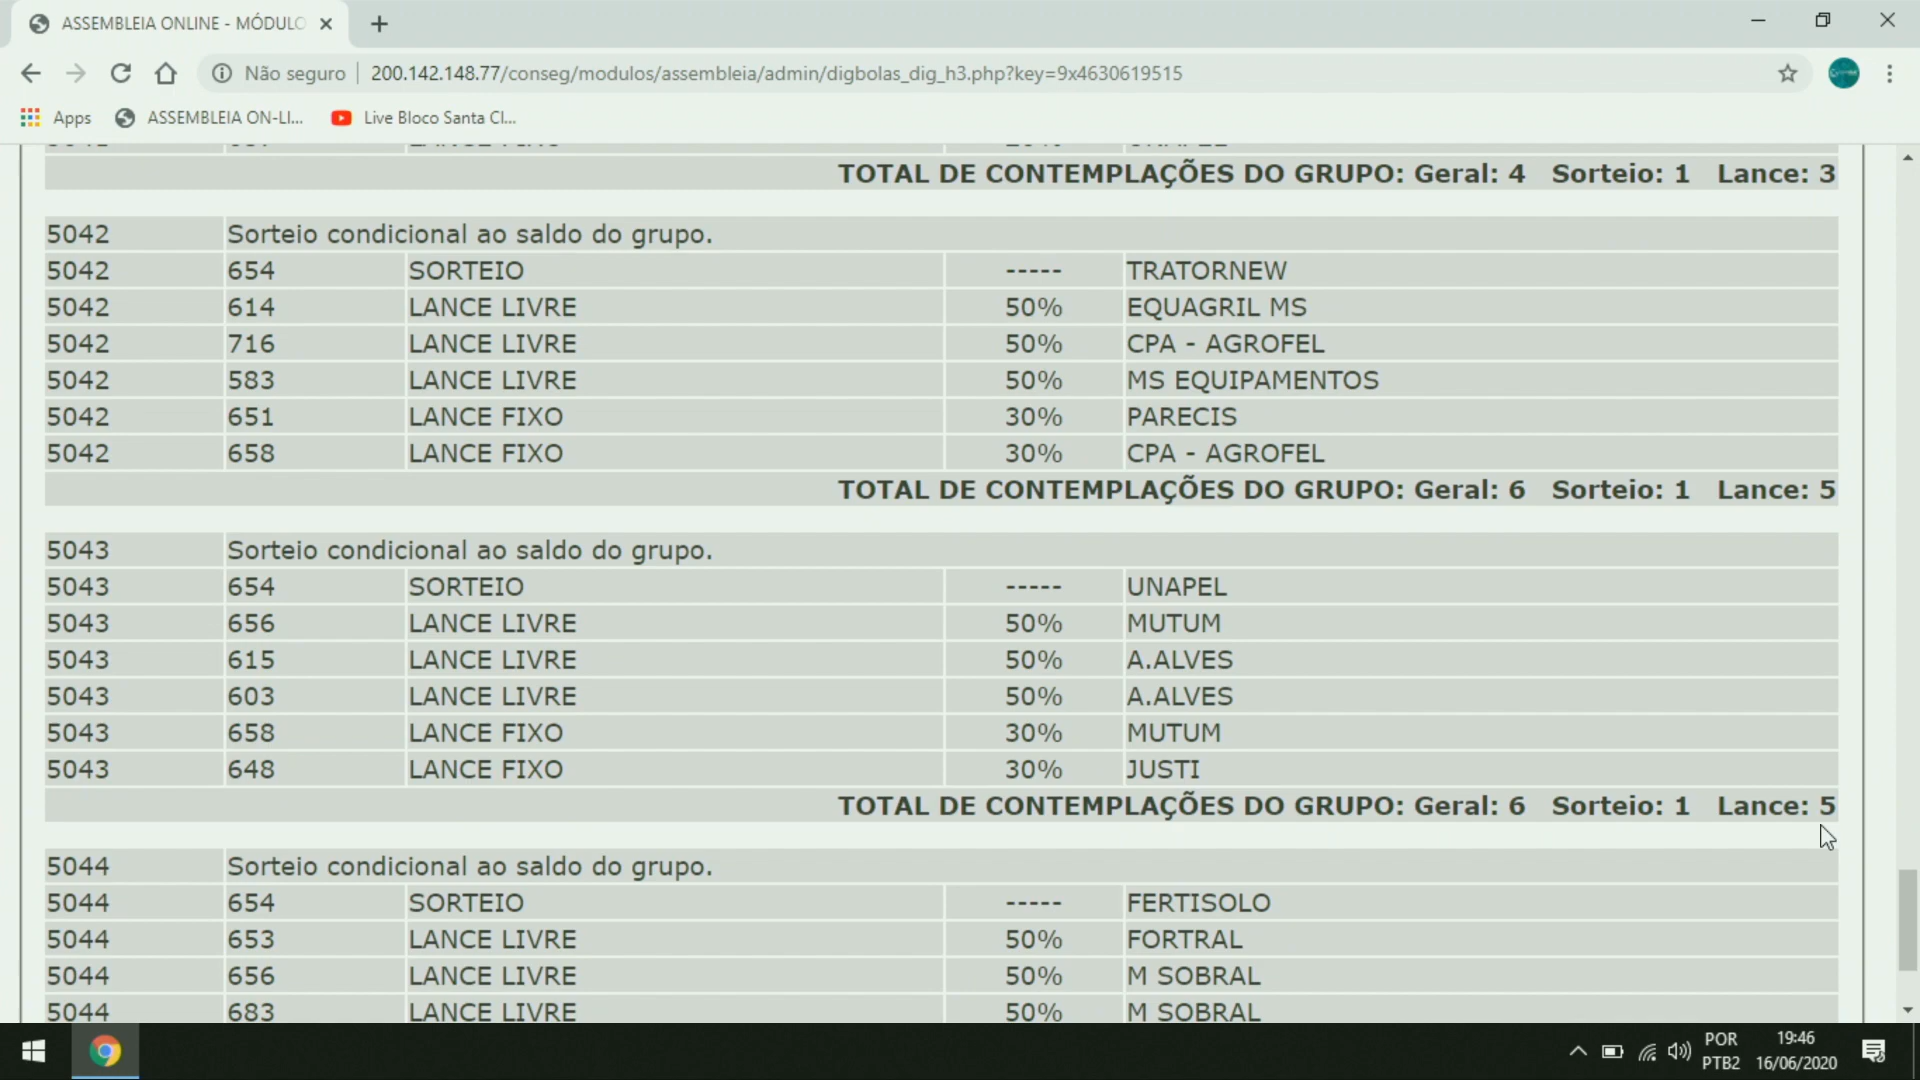 ASSEMBLEIA ONLINE - MÓDULO
Não seguro
200.142.148.77/conseg/modulos/assembleia/admin/digbolas_dig_h3.php?key=9x4630619515
Apps
ASSEMBLEIA ON-LI...
Live Bloco Santa Cl...
TOTAL DE CONTEMPLAÇÕES DO GRUPO: Geral: 4 Sorteio: 1 Lance: 3
5042 Sorteio condicional ao saldo do grupo.
5042 654 SORTEIO ----- TRATORNEW
5042 614 LANCE LIVRE 50% EQUAGRIL MS
5042 716 LANCE LIVRE 50% CPA - AGROFEL
5042 583 LANCE LIVRE 50% MS EQUIPAMENTOS
5042 651 LANCE FIXO 30% PARECIS
5042 658 LANCE FIXO 30% CPA - AGROFEL
TOTAL DE CONTEMPLAÇÕES DO GRUPO: Geral: 6 Sorteio: 1 Lance: 5
5043 Sorteio condicional ao saldo do grupo.
5043 654 SORTEIO ----- UNAPEL
5043 656 LANCE LIVRE 50% MUTUM
5043 615 LANCE LIVRE 50% A.ALVES
5043 603 LANCE LIVRE 50% A.ALVES
5043 658 LANCE FIXO 30% MUTUM
5043 648 LANCE FIXO 30% JUSTI
TOTAL DE CONTEMPLAÇÕES DO GRUPO: Geral: 6 Sorteio: 1 Lance: 5
5044 Sorteio condicional ao saldo do grupo.
5044 654 SORTEIO ----- FERTISOLO
5044 653 LANCE LIVRE 50% FORTRAL
5044 656 LANCE LIVRE 50% M SOBRAL
5044 683 LANCE LIVRE 50% M SOBRAL
POR 19:46
PTB2 16/06/2020